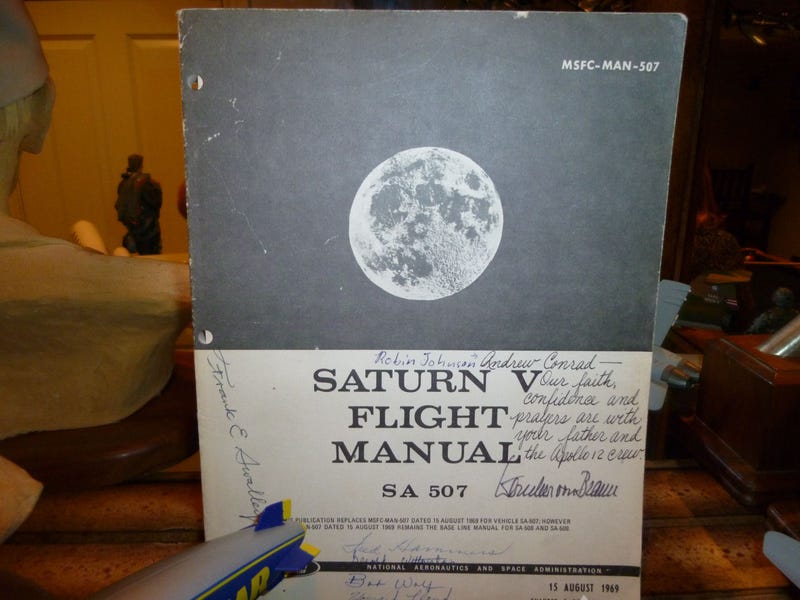 MSFC-MAN-507
Robin Johnson
Andrew Conrad—
Our faith,
confidence and
prayers are with
your father and
the Apollo 12 crew.
SATURN V
FLIGHT
MANUAL
SA 507
Frank E.
PUBLICATION REPLACES MSFC-MAN-507 DATED 15 AUGUST 1969 FOR VEHICLE SA-507; HOWEVER
MAN-507 DATED 15 AUGUST 1969 REMAINS THE BASE LINE MANUAL FOR SA-508 AND SA-509.
NATIONAL AERONAUTICS AND SPACE ADMINISTRATION
Bob
15 AUGUST 1969